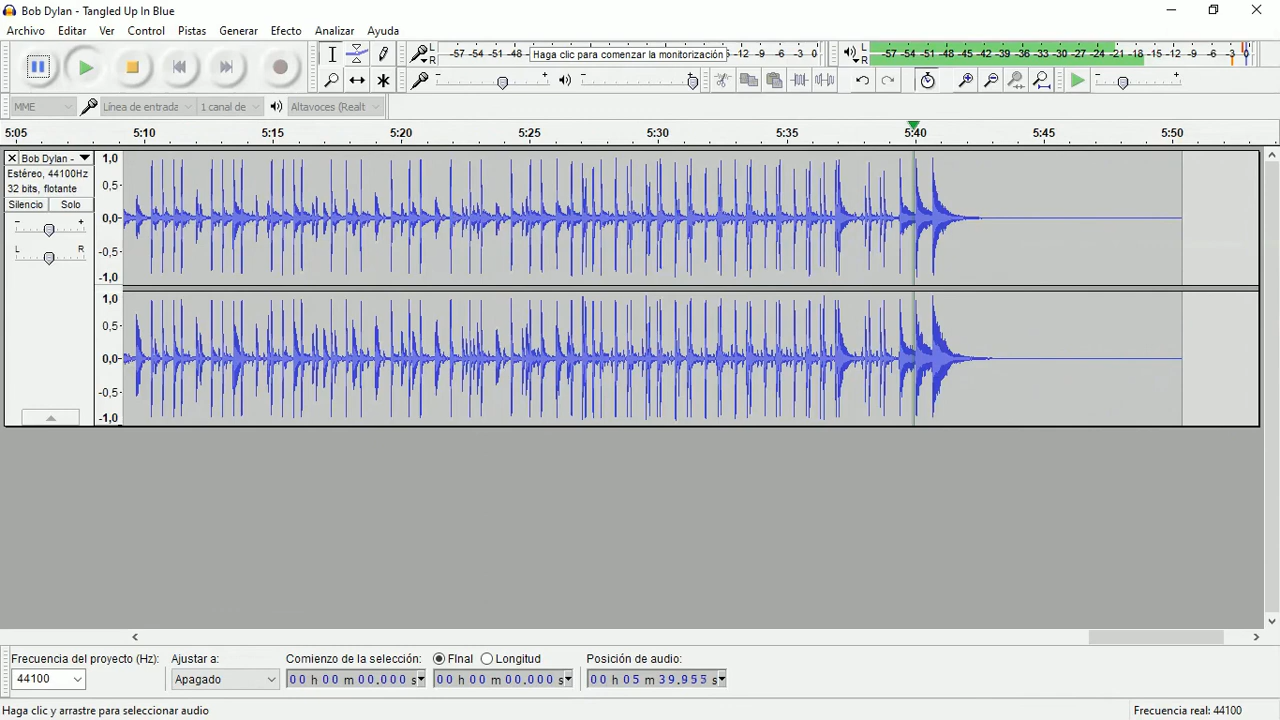 Bob Dylan - Tangled Up In Blue
Archivo Editar Ver Control Pistas Generar Efecto Analizar Ayuda
L R -57 -54 -51 -48 Haga clic para comenzar la monitorización -12 -9 -6 -3 0 L R -57 -54 -51 -48 -45 -42 -39 -36 -33 -30 -27 -24 -21 -18 -15 -12 -9 -6 -3 0
- + - + - +
MME Línea de entrada 1 canal de Altavoces (Realt
5:05 5:10 5:15 5:20 5:25 5:30 5:35 5:40 5:45 5:50
Bob Dylan -
Estéreo, 44100Hz
32 bits, flotante
Silencio Solo
- +
L R
1,0
0,5
0,0
-0,5
-1,0
1,0
0,5
0,0
-0,5
-1,0
Frecuencia del proyecto (Hz): Ajustar a: Comienzo de la selección: FInal Longitud Posición de audio:
44100 Apagado 00 h 00 m 00.000 s 00 h 00 m 00.000 s 00 h 05 m 39.955 s
Haga clic y arrastre para seleccionar audio Frecuencia real: 44100